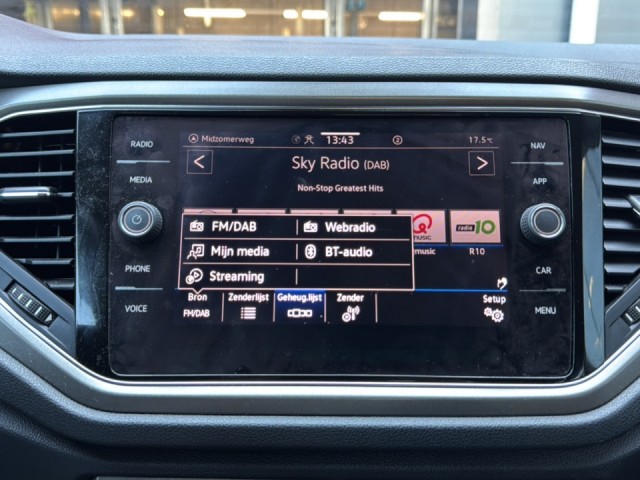 RADIO
MEDIA
PHONE
VOICE
Midzomerweg 13:43 2 17.5°C
< Sky Radio (DAB) >
Non-Stop Greatest Hits
FM/DAB Webradio
Mijn media BT-audio
Streaming
music radio 10
music R10
Bron Zenderlijst Geheug.lijst Zender Setup
FM/DAB
NAV
APP
CAR
MENU